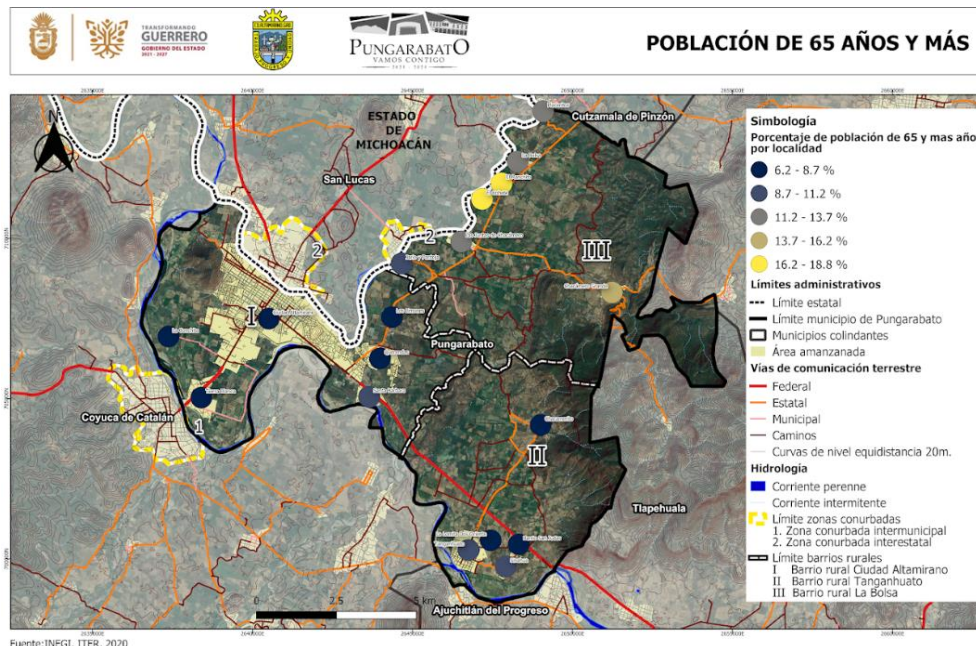 TRANSFORMANDO
GUERRERO
GOBIERNO DEL ESTADO
2021 - 2027
PUNGARABATO
VAMOS CONTIGO
POBLACIÓN DE 65 AÑOS Y MÁS
N
ESTADO
DE
MICHOACÁN
Cutzamala de Pinzón
San Lucas
2
2
III
I
Pungarabato
Coyuca de Catalán
1
II
Tlapehuala
Ajuchitlán del Progreso
0
2.5
5 km
Simbología
Porcentaje de población de 65 y mas año
por localidad
6.2 - 8.7 %
8.7 - 11.2 %
11.2 - 13.7 %
13.7 - 16.2 %
16.2 - 18.8 %
Límites administrativos
Límite estatal
Límite municipio de Pungarabato
Municipios colindantes
Área amanzanada
Vías de comunicación terrestre
Federal
Estatal
Municipal
Caminos
Curvas de nivel equidistancia 20m.
Hidrología
Corriente perenne
Corriente intermitente
Límite zonas conurbadas
1. Zona conurbada intermunicipal
2. Zona conurbada interestatal
Límite barrios rurales
I Barrio rural Ciudad Altamirano
II Barrio rural Tanganhuato
III Barrio rural La Bolsa
Fuente: INEGI, ITER, 2020